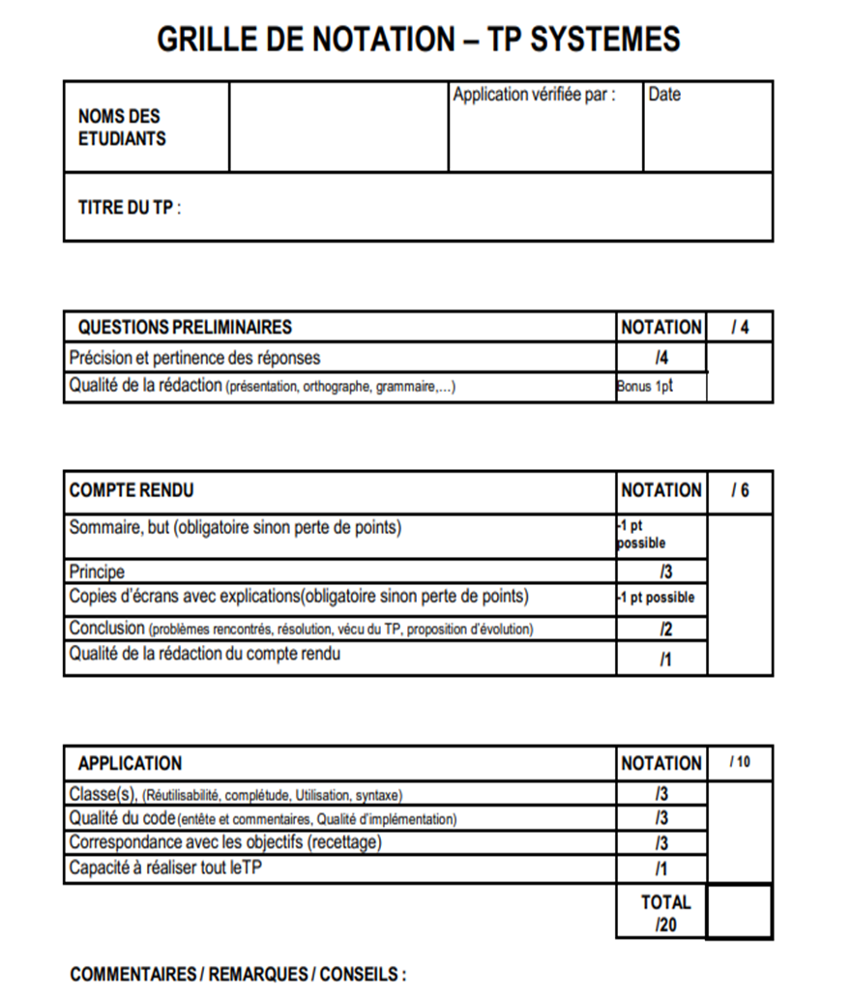 GRILLE DE NOTATION – TP SYSTEMES
NOMS DES
ETUDIANTS
Application vérifiée par :
Date
TITRE DU TP :
QUESTIONS PRELIMINAIRES NOTATION / 4
Précision et pertinence des réponses /4
Qualité de la rédaction (présentation, orthographe, grammaire,…) Bonus 1pt
COMPTE RENDU NOTATION / 6
Sommaire, but (obligatoire sinon perte de points) -1 pt
possible
Principe /3
Copies d’écrans avec explications(obligatoire sinon perte de points) -1 pt possible
Conclusion (problèmes rencontrés, résolution, vécu du TP, proposition d’évolution) /2
Qualité de la rédaction du compte rendu /1
APPLICATION NOTATION / 10
Classe(s), (Réutilisabilité, complétude, Utilisation, syntaxe) /3
Qualité du code (entête et commentaires, Qualité d’implémentation) /3
Correspondance avec les objectifs (recettage) /3
Capacité à réaliser tout leTP /1
TOTAL
/20
COMMENTAIRES / REMARQUES / CONSEILS :